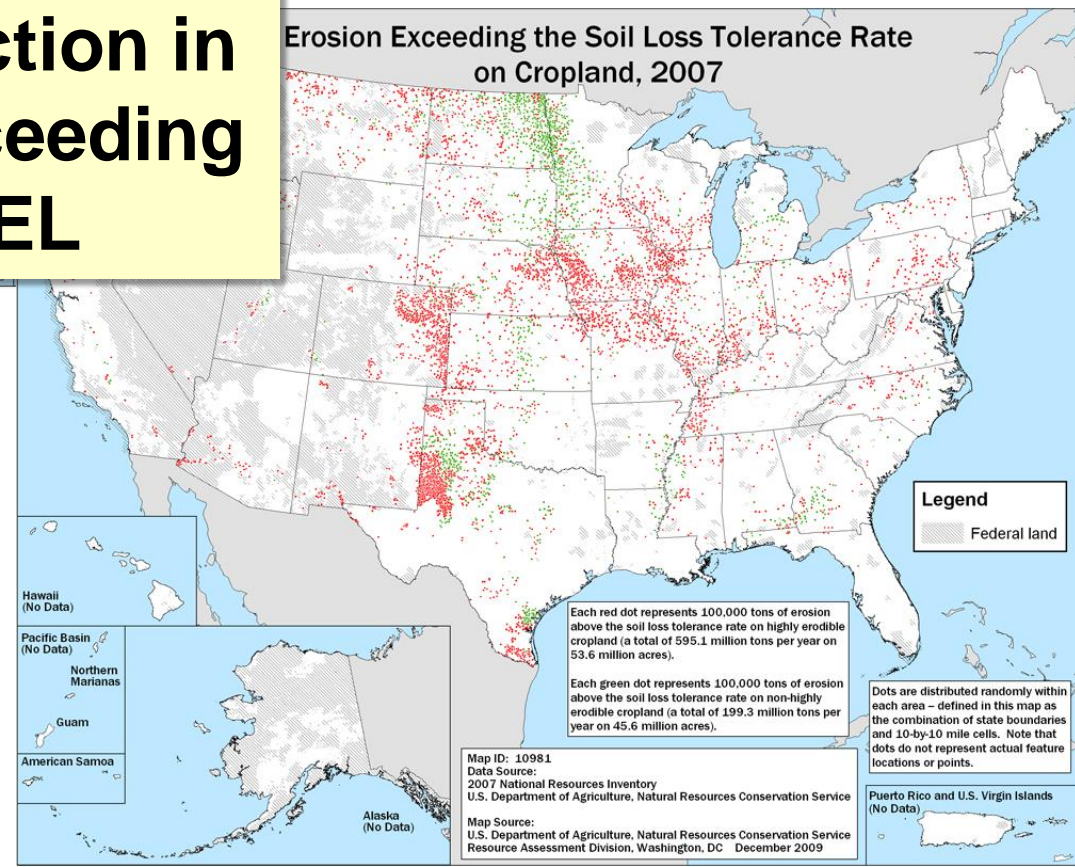 ction in
ceeding
EL
Erosion Exceeding the Soil Loss Tolerance Rate
on Cropland, 2007
Legend
Federal land
Hawaii
(No Data)
Pacific Basin
(No Data)
Northern
Marianas
Guam
American Samoa
Alaska
(No Data)
Each red dot represents 100,000 tons of erosion
above the soil loss tolerance rate on highly erodible
cropland (a total of 595.1 million tons per year on
53.6 million acres).
Each green dot represents 100,000 tons of erosion
above the soil loss tolerance rate on non-highly
erodible cropland (a total of 199.3 million tons per
year on 45.6 million acres).
Dots are distributed randomly within
each area – defined in this map as
the combination of state boundaries
and 10-by-10 mile cells. Note that
dots do not represent actual feature
locations or points.
Map ID: 10981
Data Source:
2007 National Resources Inventory
U.S. Department of Agriculture, Natural Resources Conservation Service
Map Source:
U.S. Department of Agriculture, Natural Resources Conservation Service
Resource Assessment Division, Washington, DC December 2009
Puerto Rico and U.S. Virgin Islands
(No Data)